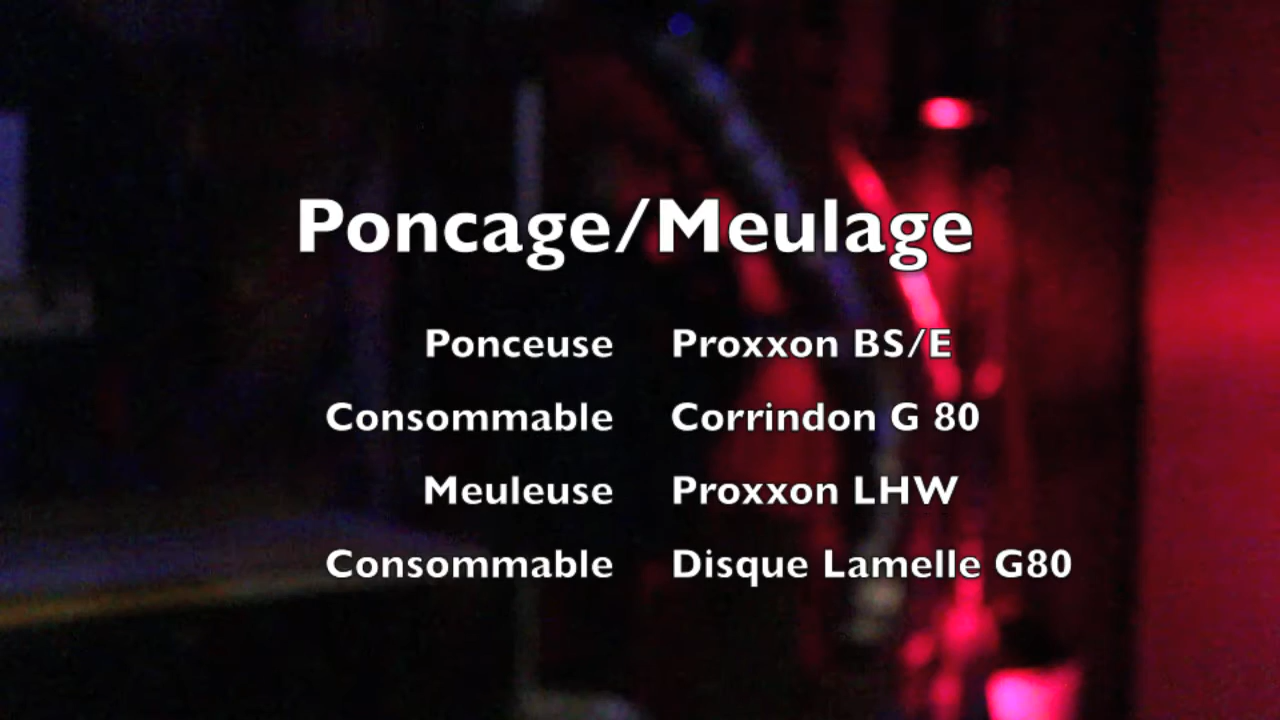 Poncage/Meulage
Ponceuse Proxxon BS/E
Consommable Corrindon G 80
Meuleuse Proxxon LHW
Consommable Disque Lamelle G80